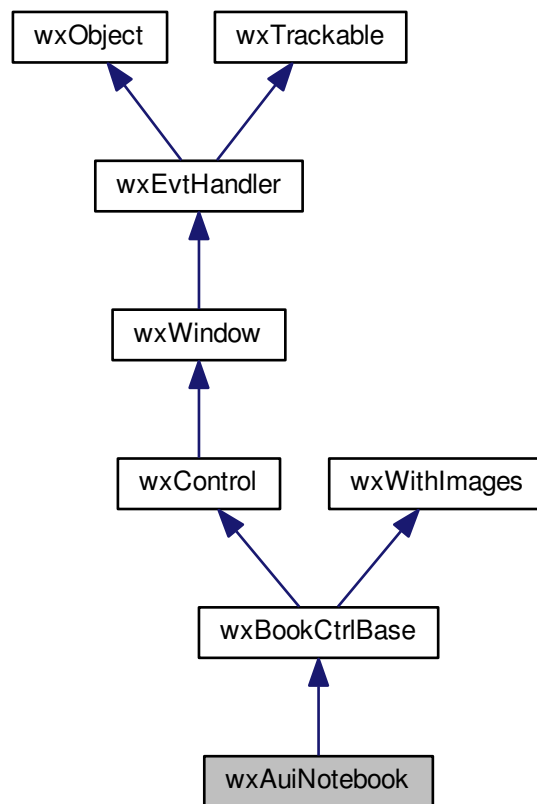 wxObject
wxTrackable
wxEvtHandler
wxWindow
wxControl
wxWithImages
wxBookCtrlBase
wxAuiNotebook